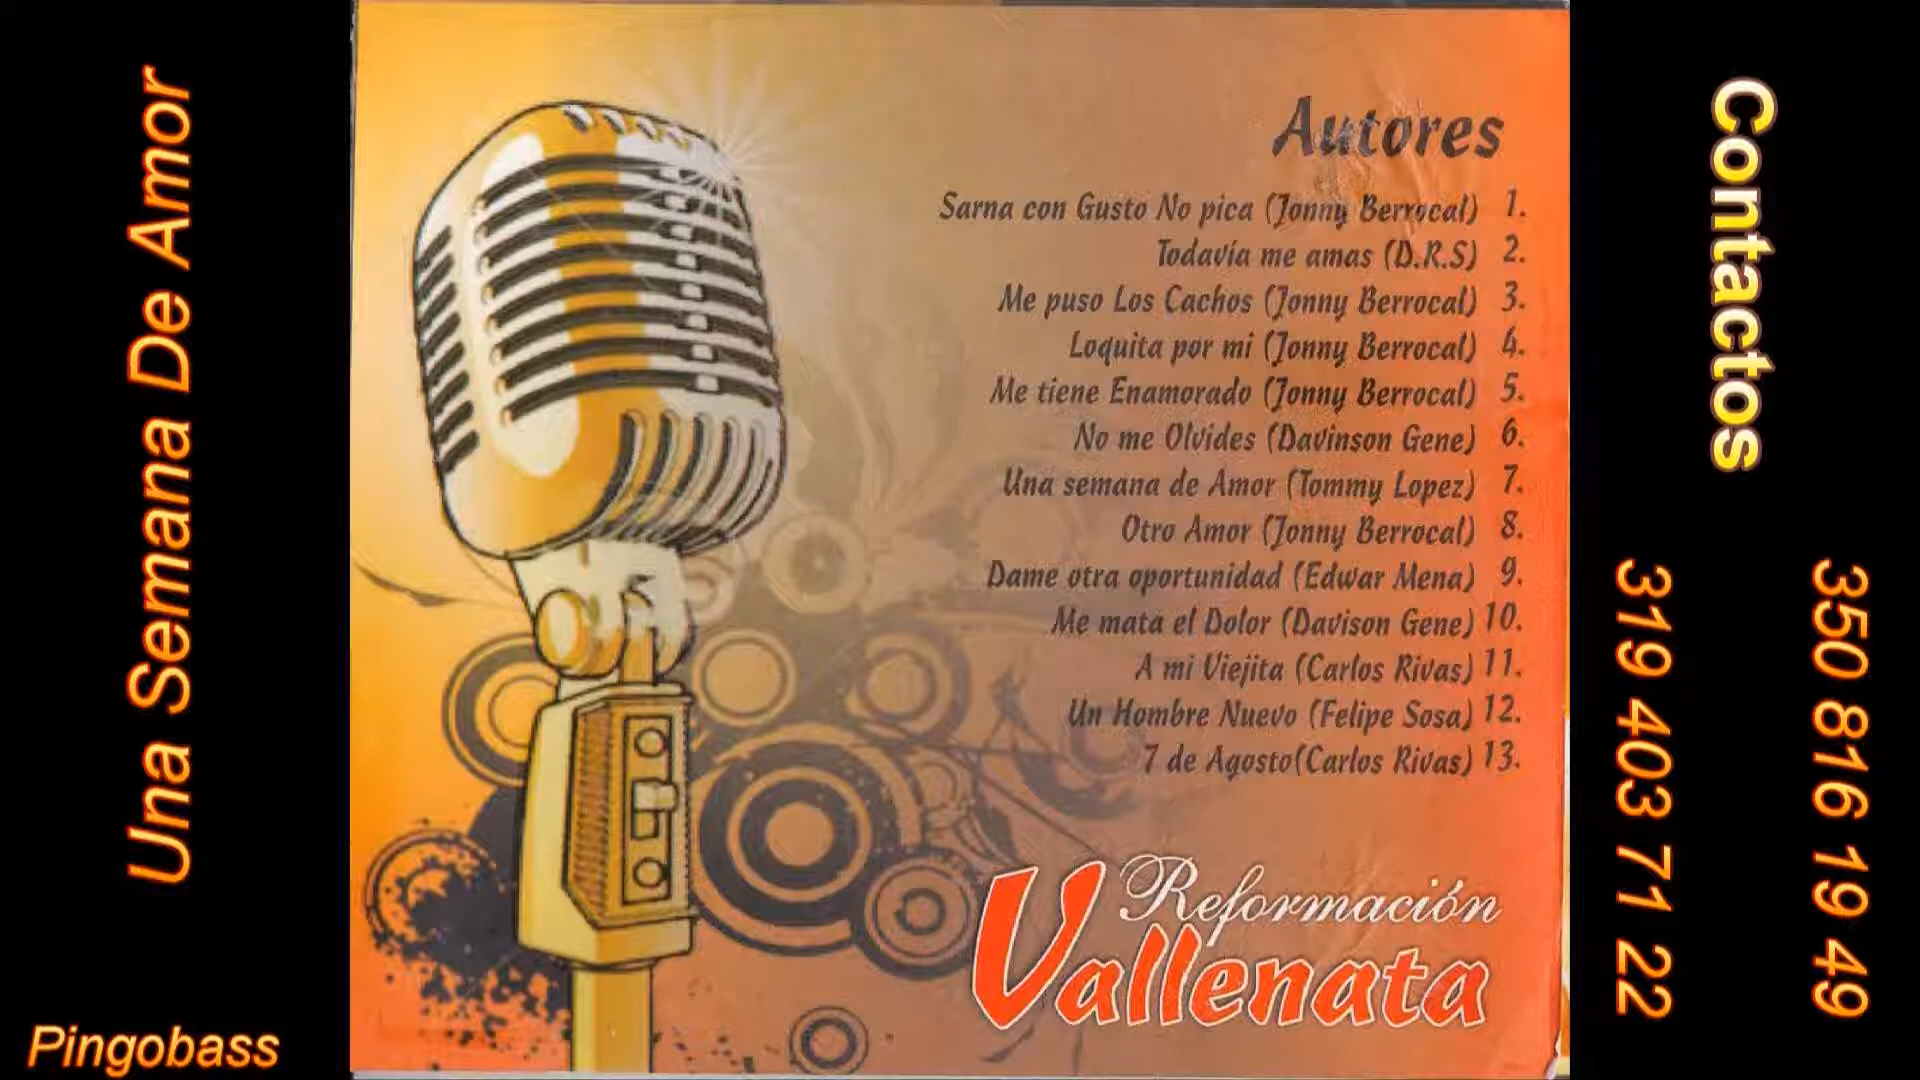 Una Semana De Amor
Pingobass
Autores
Sarna con Gusto No pica (Jonny Berrocal) 1.
Todavía me amas (D.R.S) 2.
Me puso Los Cachos (Jonny Berrocal) 3.
Loquita por mi (Jonny Berrocal) 4.
Me tiene Enamorado (Jonny Berrocal) 5.
No me Olvides (Davinson Gene) 6.
Una semana de Amor (Tommy Lopez) 7.
Otro Amor (Jonny Berrocal) 8.
Dame otra oportunidad (Edwar Mena) 9.
Me mata el Dolor (Davison Gene) 10.
A mi Viejita (Carlos Rivas) 11.
Un Hombre Nuevo (Felipe Sosa) 12.
7 de Agosto(Carlos Rivas) 13.
Reformación
Vallenata
Contactos
350 816 19 49
319 403 71 22